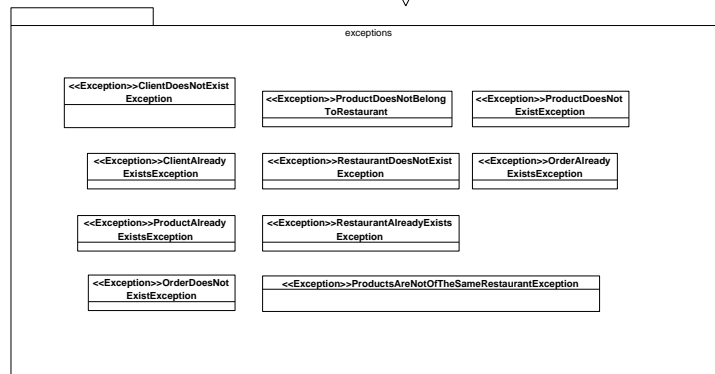 exceptions
<<Exception>>ClientDoesNotExist
Exception
<<Exception>>ProductDoesNotBelong
ToRestaurant
<<Exception>>ProductDoesNot
ExistException
<<Exception>>ClientAlready
ExistsException
<<Exception>>RestaurantDoesNotExist
Exception
<<Exception>>OrderAlready
ExistsException
<<Exception>>ProductAlready
ExistsException
<<Exception>>RestaurantAlreadyExists
Exception
<<Exception>>OrderDoesNot
ExistException
<<Exception>>ProductsAreNotOfTheSameRestaurantException